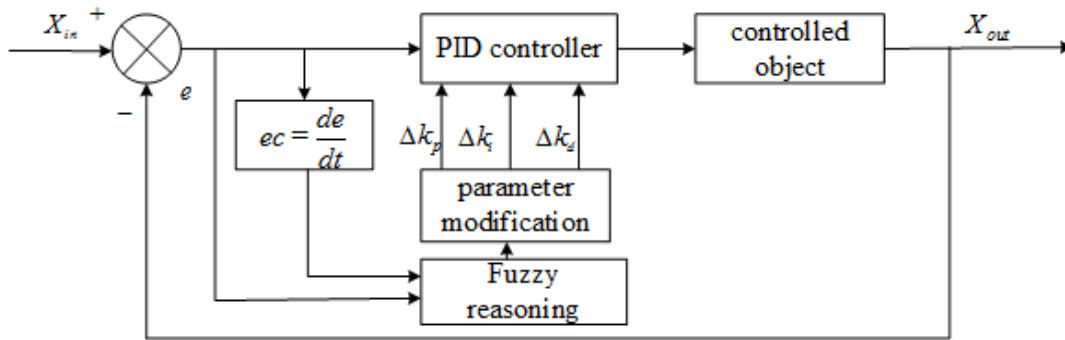 X_in
+
−
e
PID controller
controlled
object
X_out
ec = de/dt
Δk_p
Δk_i
Δk_d
parameter
modification
Fuzzy
reasoning